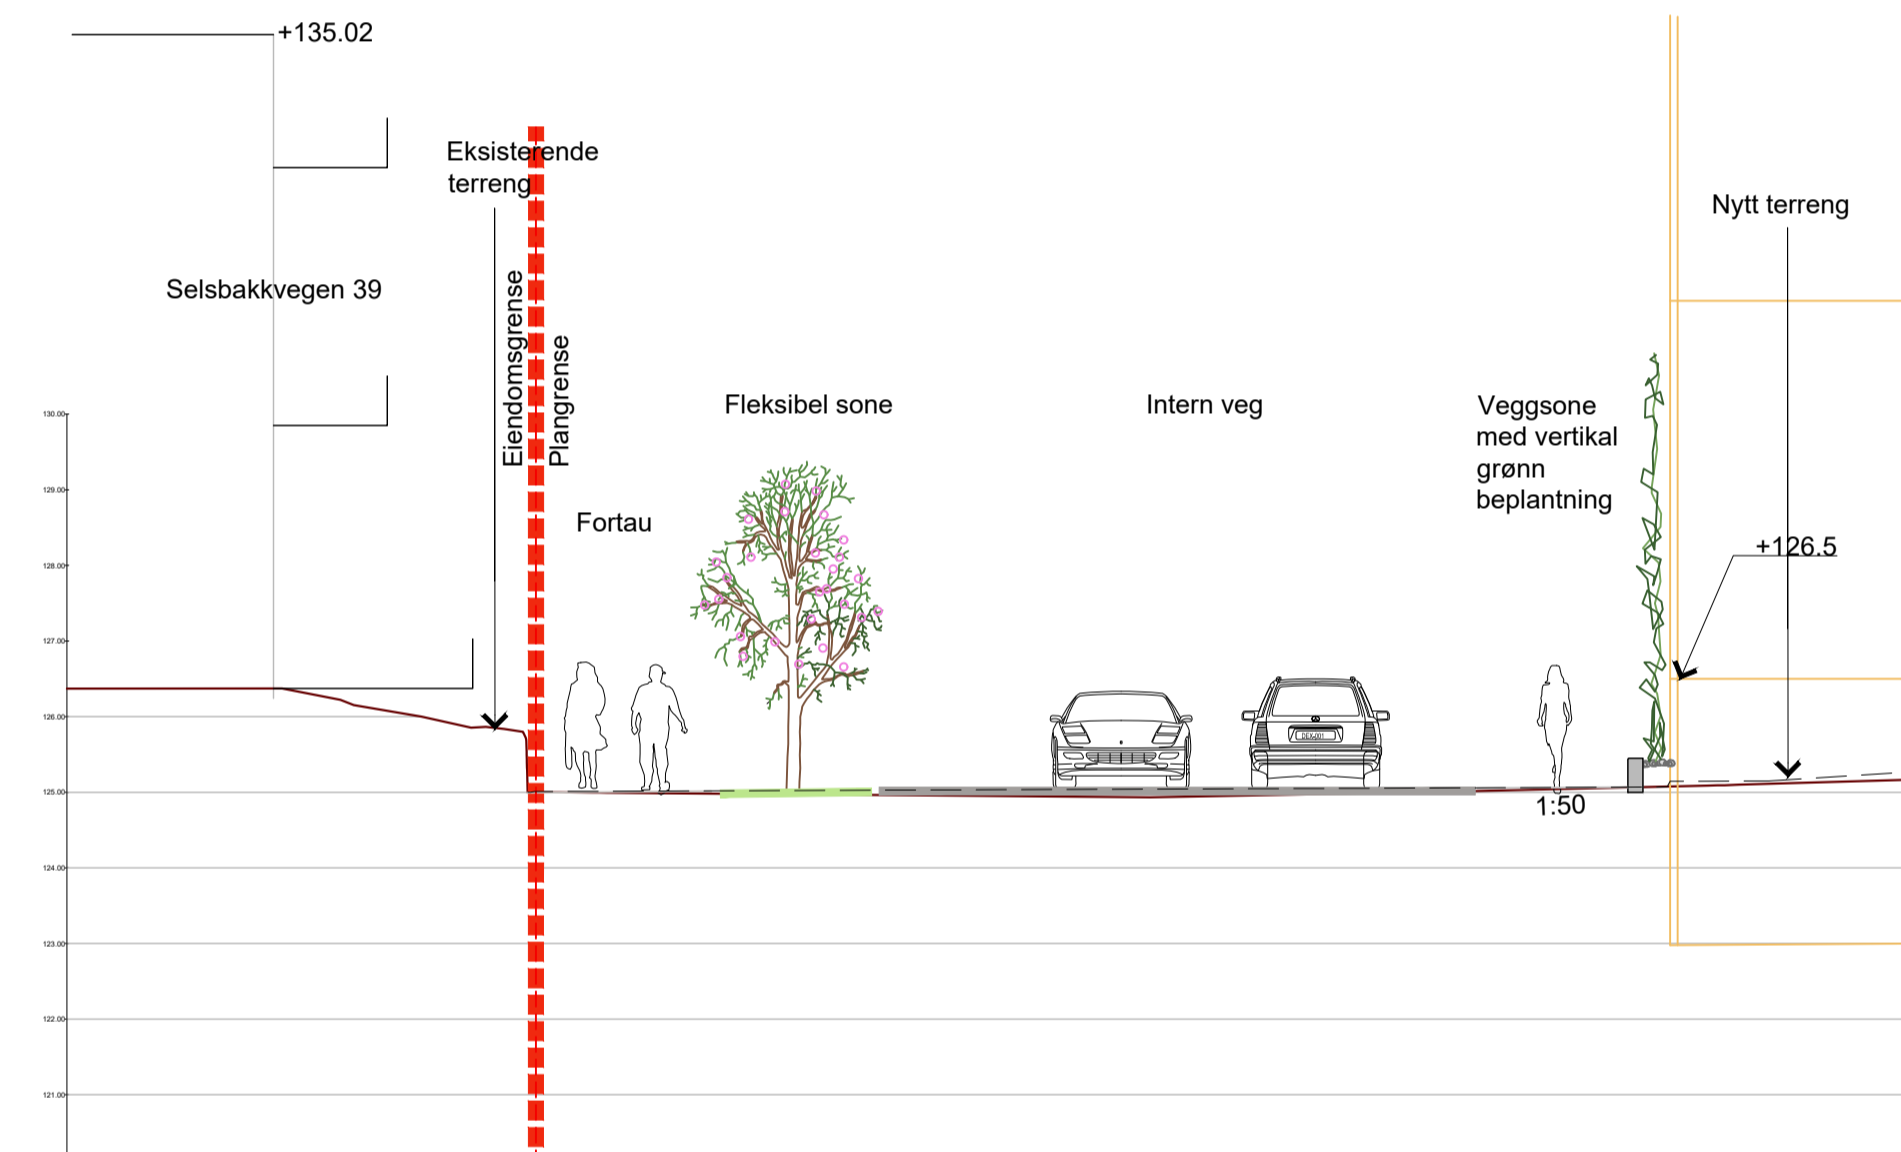 +135.02
Eksisterende
terreng
Nytt terreng
Selsbakkvegen 39
Eiendomsgrense
Plangrense
Fleksibel sone
Intern veg
Veggsone
med vertikal
grønn
beplantning
Fortau
+126.5
1:50
130.00
129.00
128.00
127.00
126.00
125.00
124.00
123.00
122.00
121.00